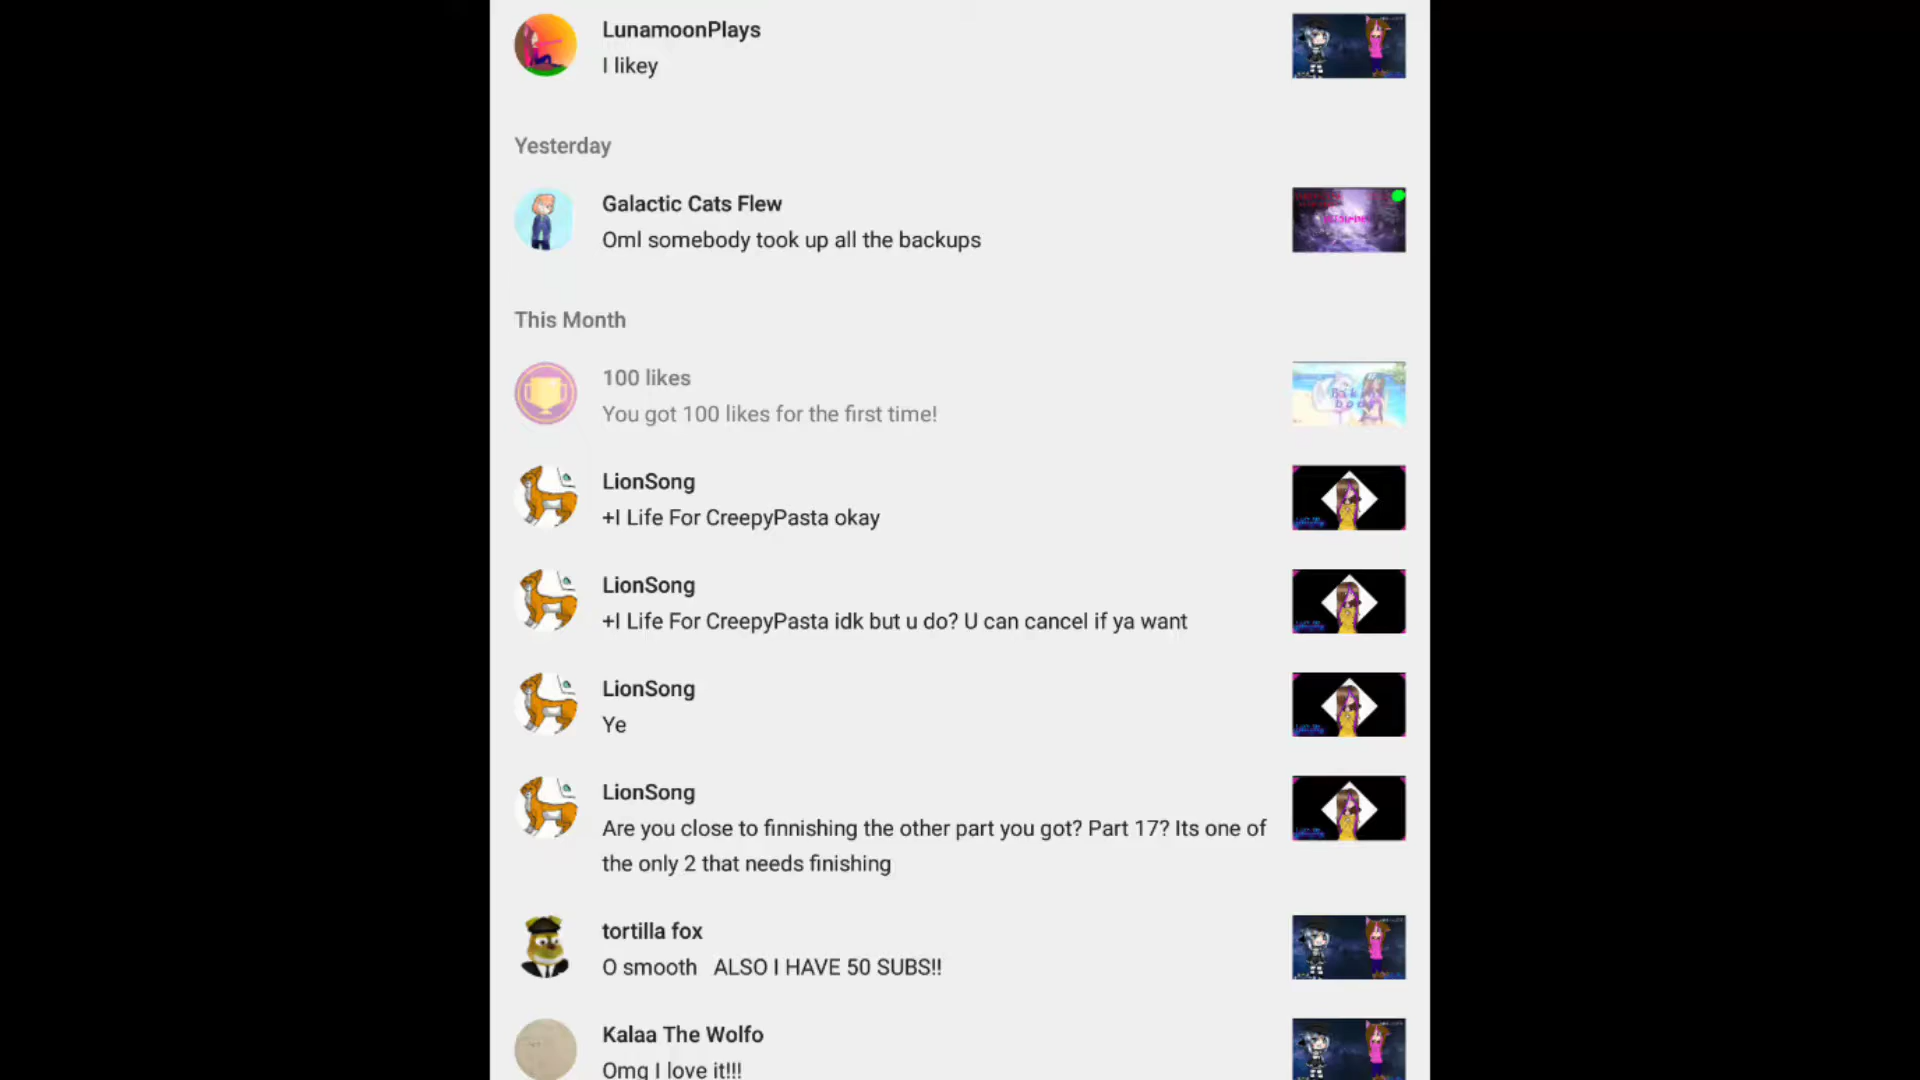 LunamoonPlays
I likey
Yesterday
Galactic Cats Flew
Oml somebody took up all the backups
This Month
100 likes
You got 100 likes for the first time!
LionSong
+I Life For CreepyPasta okay
LionSong
+I Life For CreepyPasta idk but u do? U can cancel if ya want
LionSong
Ye
LionSong
Are you close to finnishing the other part you got? Part 17? Its one of
the only 2 that needs finishing
tortilla fox
O smooth   ALSO I HAVE 50 SUBS!!
Kalaa The Wolfo
Omg I love it!!!